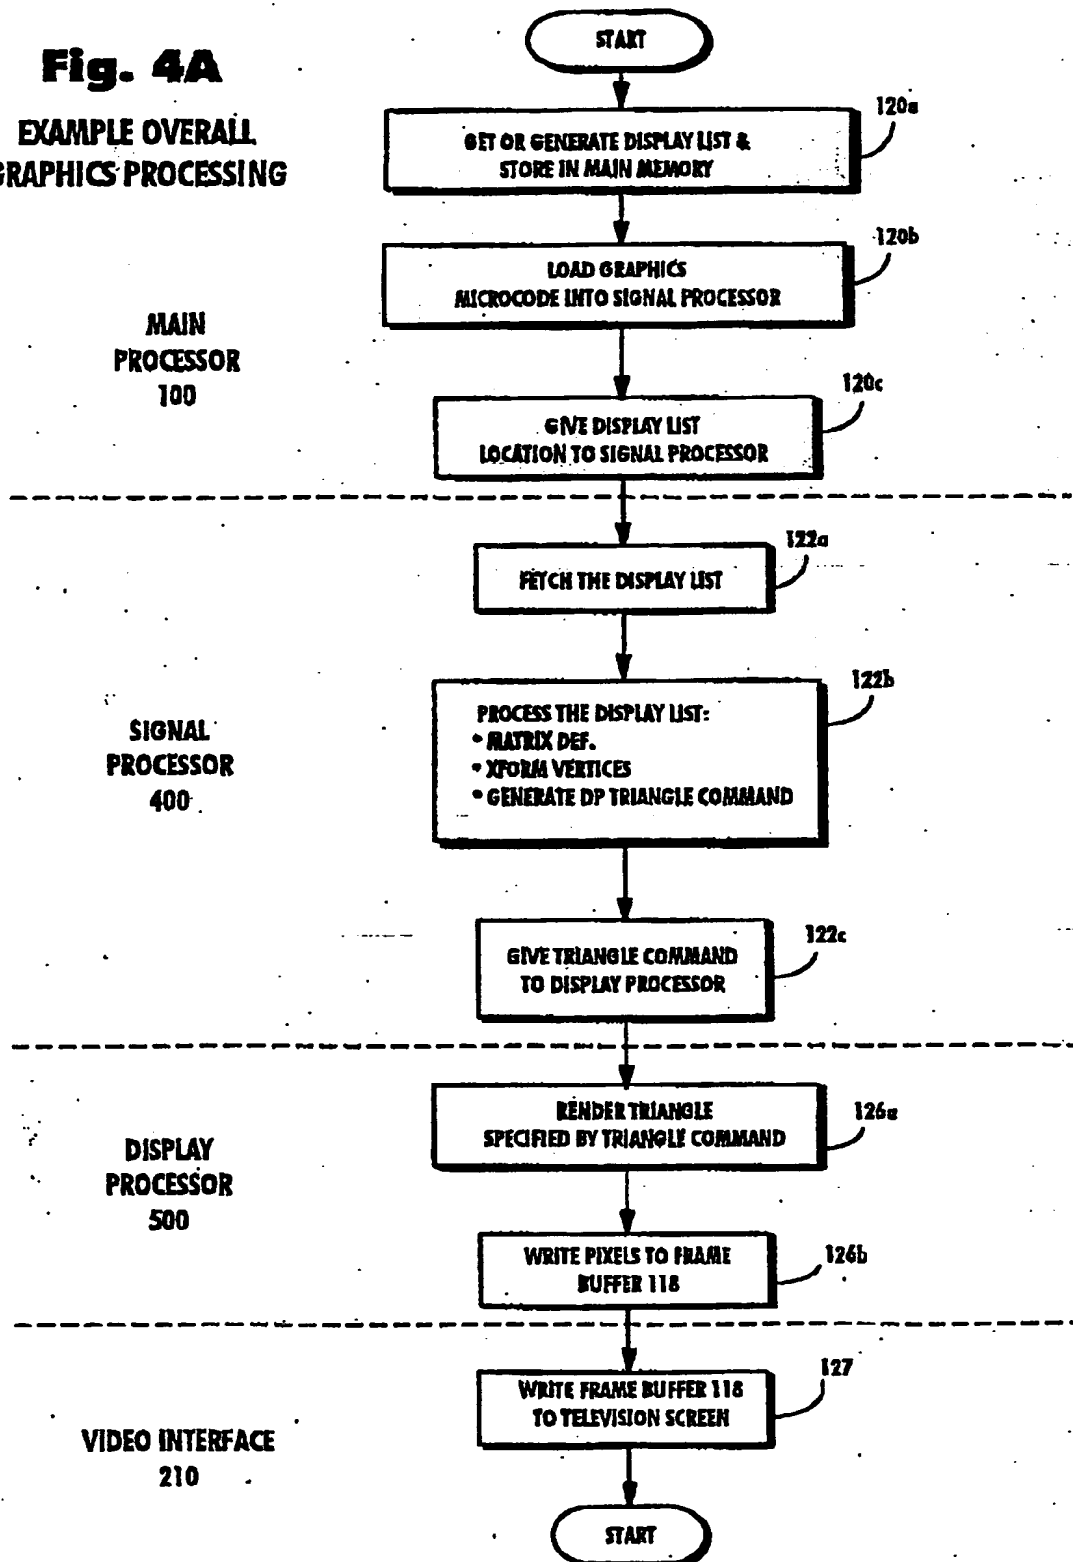 Fig. 4A
EXAMPLE OVERALL
GRAPHICS PROCESSING
START
GET OR GENERATE DISPLAY LIST &
STORE IN MAIN MEMORY
120a
LOAD GRAPHICS
MICROCODE INTO SIGNAL PROCESSOR
120b
MAIN
PROCESSOR
100
GIVE DISPLAY LIST
LOCATION TO SIGNAL PROCESSOR
120c
FETCH THE DISPLAY LIST
122a
SIGNAL
PROCESSOR
400
PROCESS THE DISPLAY LIST:
• MATRIX DEF.
• XFORM VERTICES
• GENERATE DP TRIANGLE COMMAND
122b
GIVE TRIANGLE COMMAND
TO DISPLAY PROCESSOR
122c
DISPLAY
PROCESSOR
500
RENDER TRIANGLE
SPECIFIED BY TRIANGLE COMMAND
126a
WRITE PIXELS TO FRAME
BUFFER 118
126b
VIDEO INTERFACE
210
WRITE FRAME BUFFER 118
TO TELEVISION SCREEN
127
START